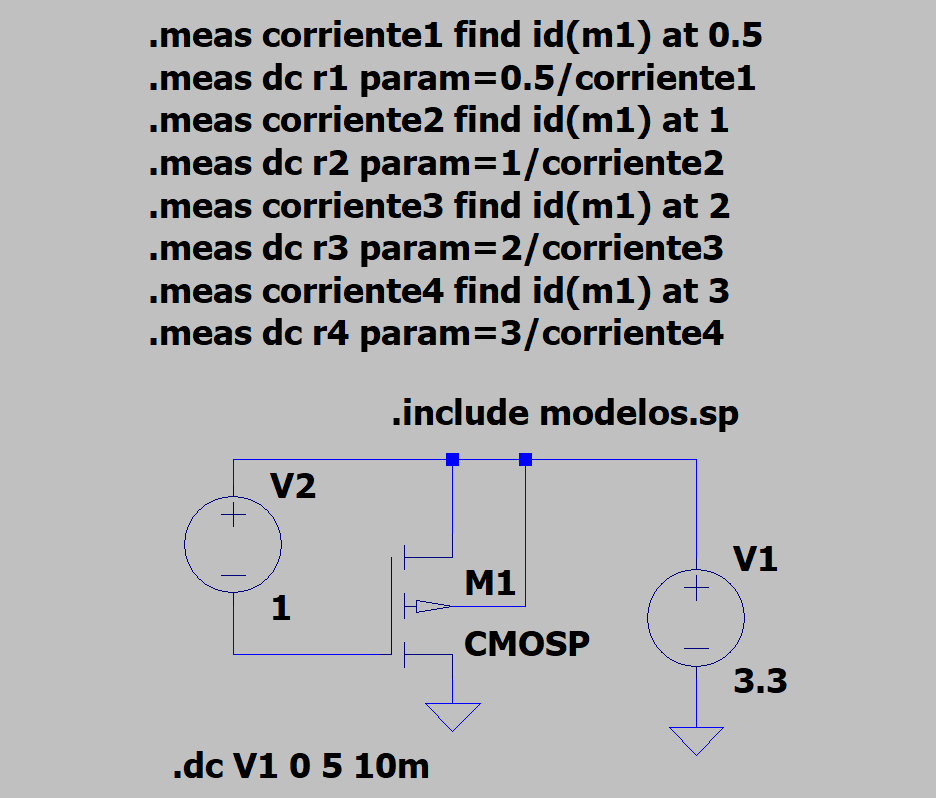 .meas corriente1 find id(m1) at 0.5
.meas dc r1 param=0.5/corriente1
.meas corriente2 find id(m1) at 1
.meas dc r2 param=1/corriente2
.meas corriente3 find id(m1) at 2
.meas dc r3 param=2/corriente3
.meas corriente4 find id(m1) at 3
.meas dc r4 param=3/corriente4
.include modelos.sp
V2
1
M1
CMOSP
V1
3.3
.dc V1 0 5 10m